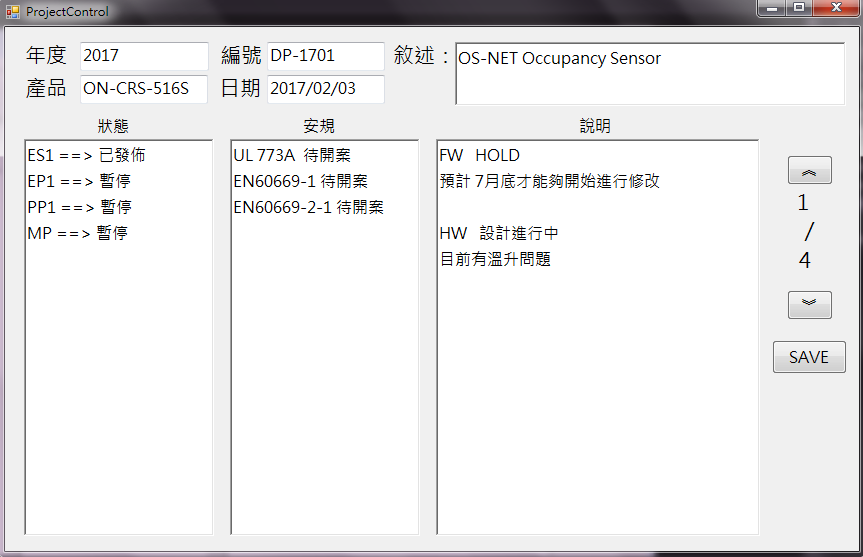 ProjectControl
年度 2017 編號 DP-1701 敘述： OS-NET Occupancy Sensor
產品 ON-CRS-516S 日期 2017/02/03
狀態
ES1 ==> 已發佈
EP1 ==> 暫停
PP1 ==> 暫停
MP ==> 暫停
安規
UL 773A 待開案
EN60669-1 待開案
EN60669-2-1 待開案
說明
FW HOLD
預計 7月底才能夠開始進行修改
HW 設計進行中
目前有溫升問題
1
/
4
SAVE